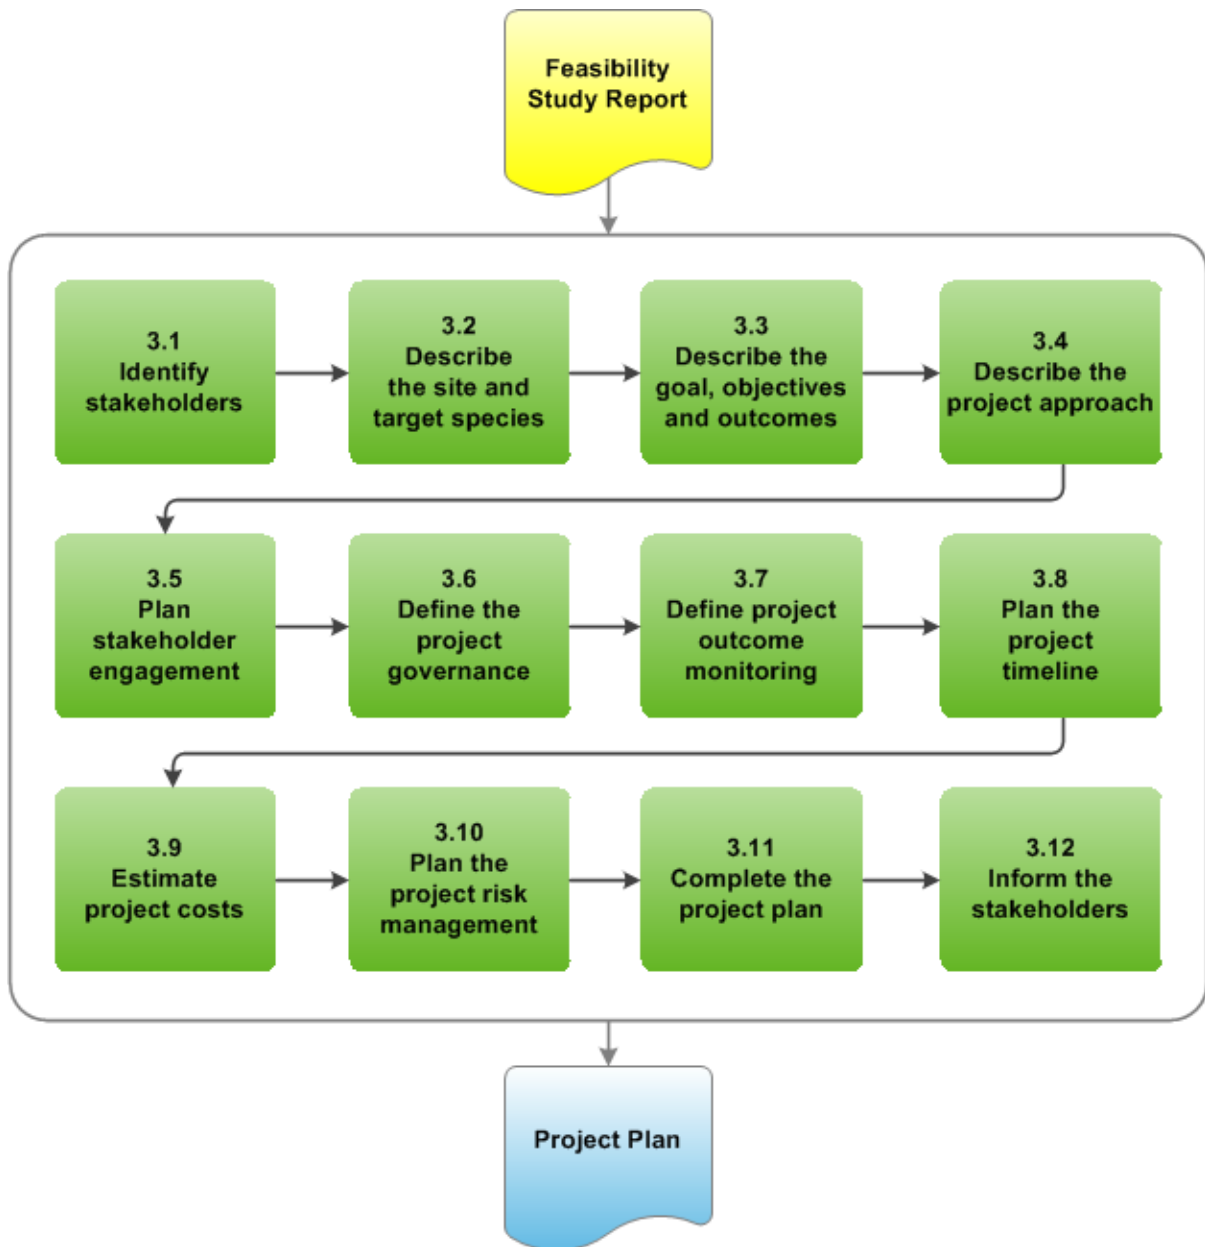 Feasibility
Study Report
3.1
Identify
stakeholders
3.2
Describe
the site and
target species
3.3
Describe the
goal, objectives
and outcomes
3.4
Describe the
project approach
3.5
Plan
stakeholder
engagement
3.6
Define the
project
governance
3.7
Define project
outcome
monitoring
3.8
Plan the
project
timeline
3.9
Estimate
project costs
3.10
Plan the
project risk
management
3.11
Complete the
project plan
3.12
Inform the
stakeholders
Project Plan